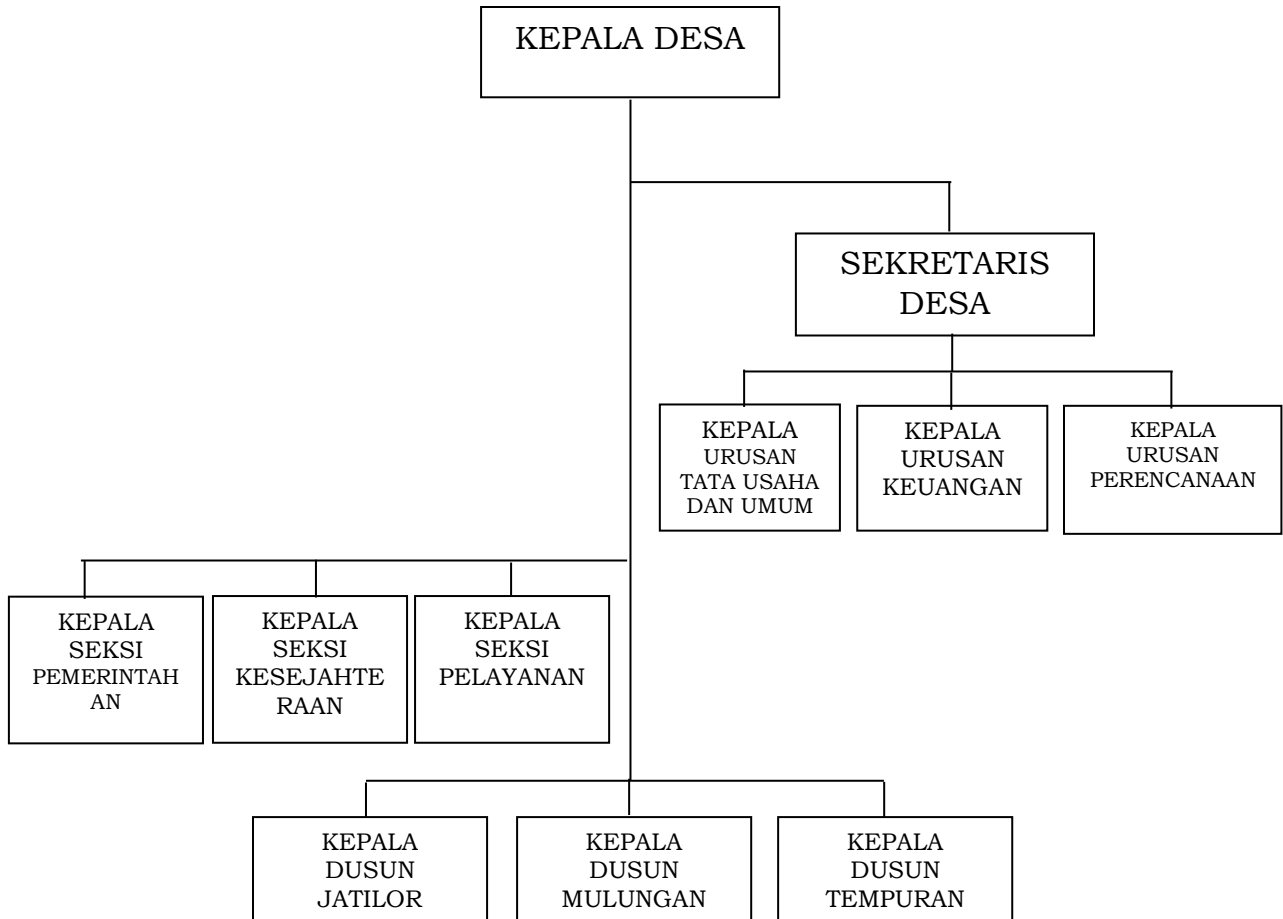 KEPALA DESA
SEKRETARIS
DESA
KEPALA
URUSAN
TATA USAHA
DAN UMUM
KEPALA
URUSAN
KEUANGAN
KEPALA
URUSAN
PERENCANAAN
KEPALA
SEKSI
PEMERINTAH
AN
KEPALA
SEKSI
KESEJAHTE
RAAN
KEPALA
SEKSI
PELAYANAN
KEPALA
DUSUN
JATILOR
KEPALA
DUSUN
MULUNGAN
KEPALA
DUSUN
TEMPURAN